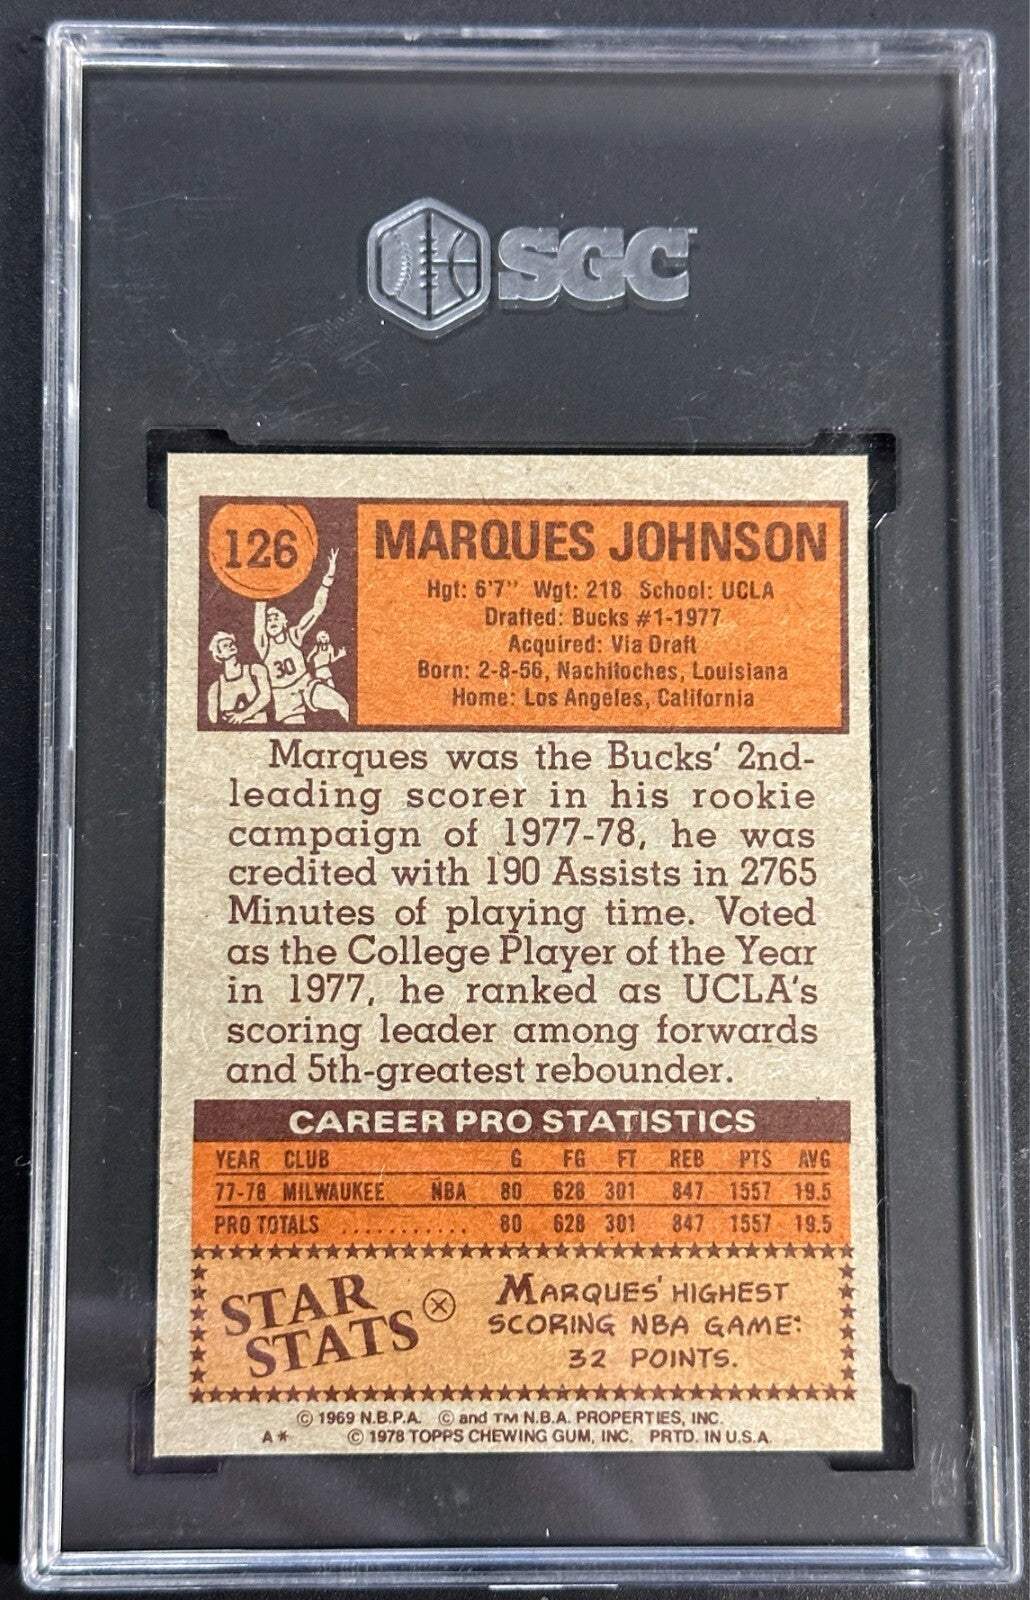 SGC
126
MARQUES JOHNSON
Hgt: 6'7" Wgt: 218 School: UCLA
Drafted: Bucks #1-1977
Acquired: Via Draft
Born: 2-8-56, Nachitoches, Louisiana
Home: Los Angeles, California
30
Marques was the Bucks' 2nd-
leading scorer in his rookie
campaign of 1977-78, he was
credited with 190 Assists in 2765
Minutes of playing time. Voted
as the College Player of the Year
in 1977, he ranked as UCLA's
scoring leader among forwards
and 5th-greatest rebounder.
CAREER PRO STATISTICS
YEAR CLUB G FG FT REB PTS AVG
77-78 MILWAUKEE NBA 80 628 301 847 1557 19.5
PRO TOTALS ........... 80 628 301 847 1557 19.5
STAR
STATS
MARQUES' HIGHEST
SCORING NBA GAME:
32 POINTS.
© 1969 N.B.P.A. © and TM N.B.A. PROPERTIES, INC.
A* © 1978 TOPPS CHEWING GUM, INC. PRTD. IN U.S.A.